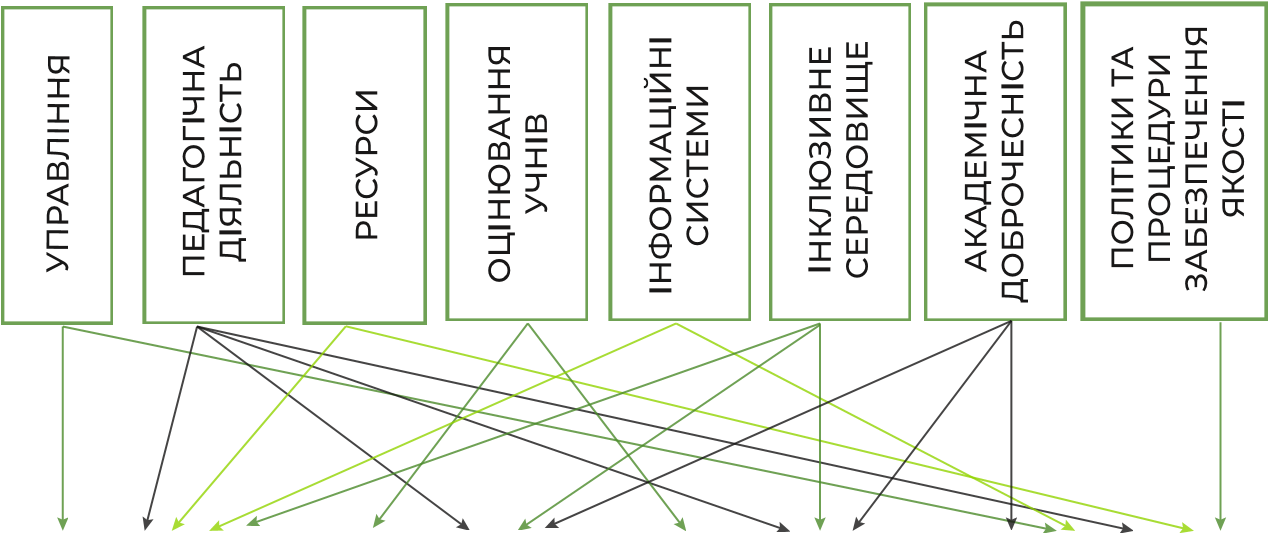 УПРАВЛІННЯ
ПЕДАГОГІЧНА
ДІЯЛЬНІСТЬ
РЕСУРСИ
ОЦІНЮВАННЯ
УЧНІВ
ІНФОРМАЦІЙНІ
СИСТЕМИ
ІНКЛЮЗИВНЕ
СЕРЕДОВИЩЕ
АКАДЕМІЧНА
ДОБРОЧЕСНІСТЬ
ПОЛІТИКИ ТА
ПРОЦЕДУРИ
ЗАБЕЗПЕЧЕННЯ
ЯКОСТІ